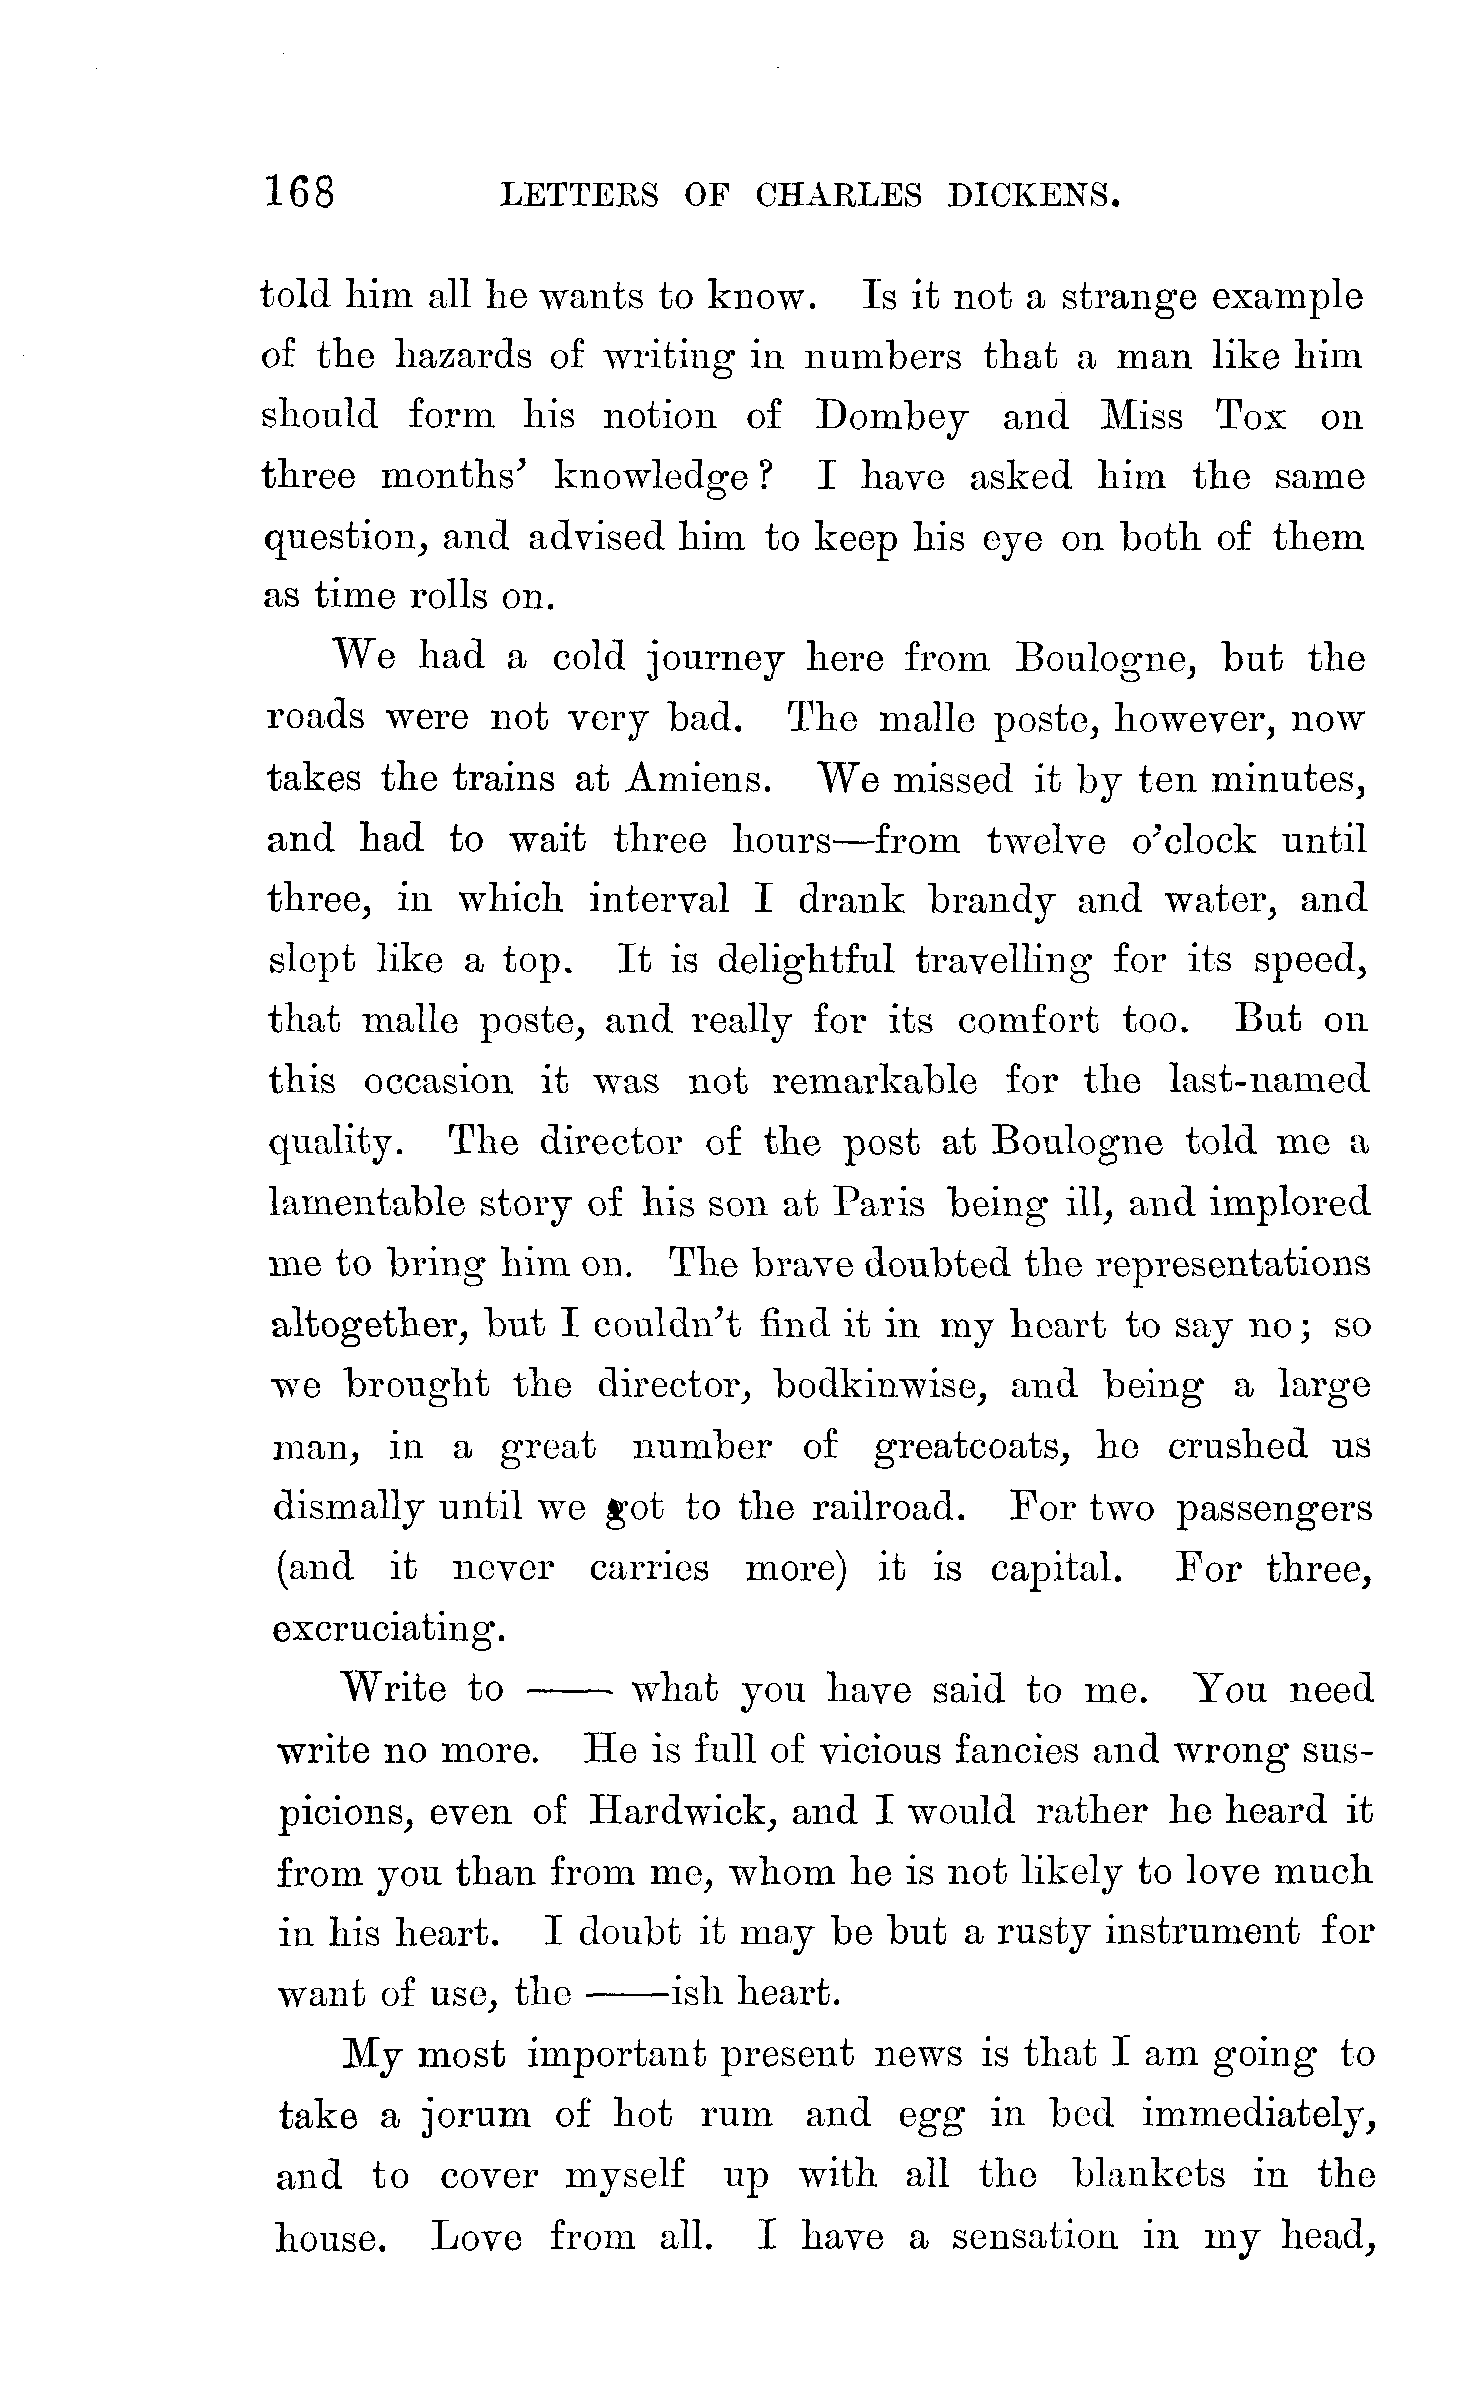 168 LETTERS OF CHARLES DICKENS.
told him all he wants to know. Is it not a strange example
of the hazards of writing in numbers that a man like him
should form his notion of Dombey and Miss Tox on
three months' knowledge? I have asked him the same
question, and advised him to keep his eye on both of them
as time rolls on.
We had a cold journey here from Boulogne, but the
roads were not very bad. The malle poste, however, now
takes the trains at Amiens. We missed it by ten minutes,
and had to wait three hours—from twelve o'clock until
three, in which interval I drank brandy and water, and
slept like a top. It is delightful travelling for its speed,
that malle poste, and really for its comfort too. But on
this occasion it was not remarkable for the last-named
quality. The director of the post at Boulogne told me a
lamentable story of his son at Paris being ill, and implored
me to bring him on. The brave doubted the representations
altogether, but I couldn't find it in my heart to say no; so
we brought the director, bodkinwise, and being a large
man, in a great number of greatcoats, he crushed us
dismally until we got to the railroad. For two passengers
(and it never carries more) it is capital. For three,
excruciating.
Write to —— what you have said to me. You need
write no more. He is full of vicious fancies and wrong sus-
picions, even of Hardwick, and I would rather he heard it
from you than from me, whom he is not likely to love much
in his heart. I doubt it may be but a rusty instrument for
want of use, the ——ish heart.
My most important present news is that I am going to
take a jorum of hot rum and egg in bed immediately,
and to cover myself up with all the blankets in the
house. Love from all. I have a sensation in my head,